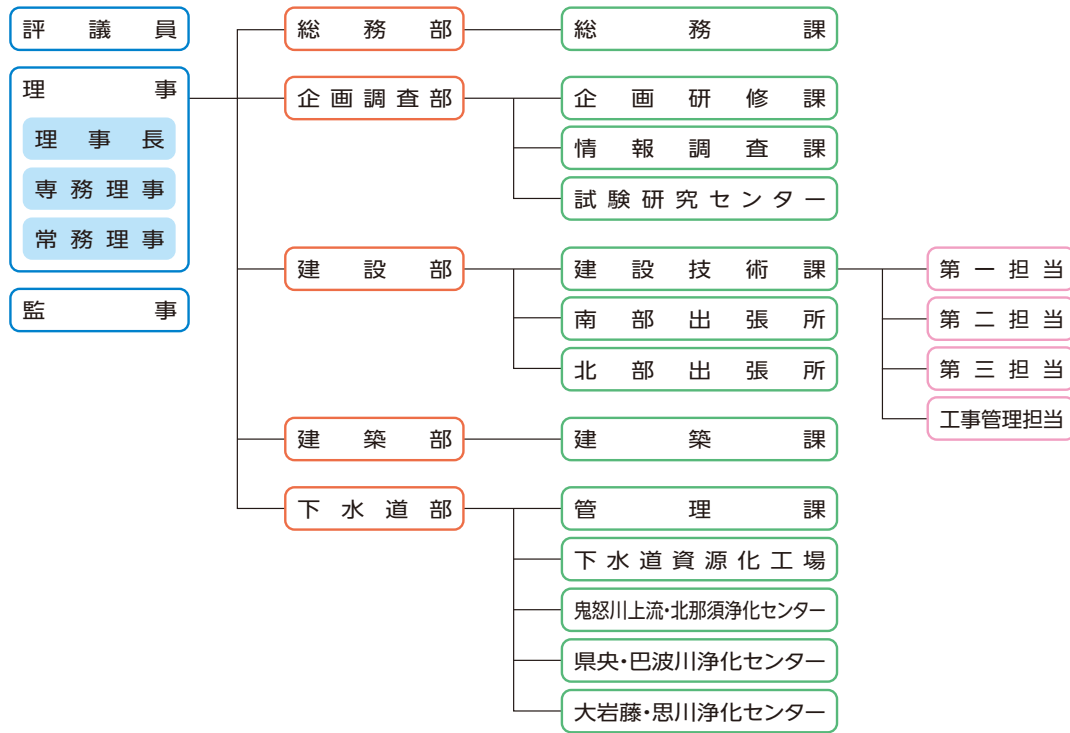 評議員
理事
理事長
専務理事
常務理事
監事
総務部
総務課
企画調査部
企画研修課
情報調査課
試験研究センター
建設部
建設技術課
南部出張所
北部出張所
第一担当
第二担当
第三担当
工事管理担当
建築部
建築課
下水道部
管理課
下水道資源化工場
鬼怒川上流・北那須浄化センター
県央・巴波川浄化センター
大岩藤・思川浄化センター